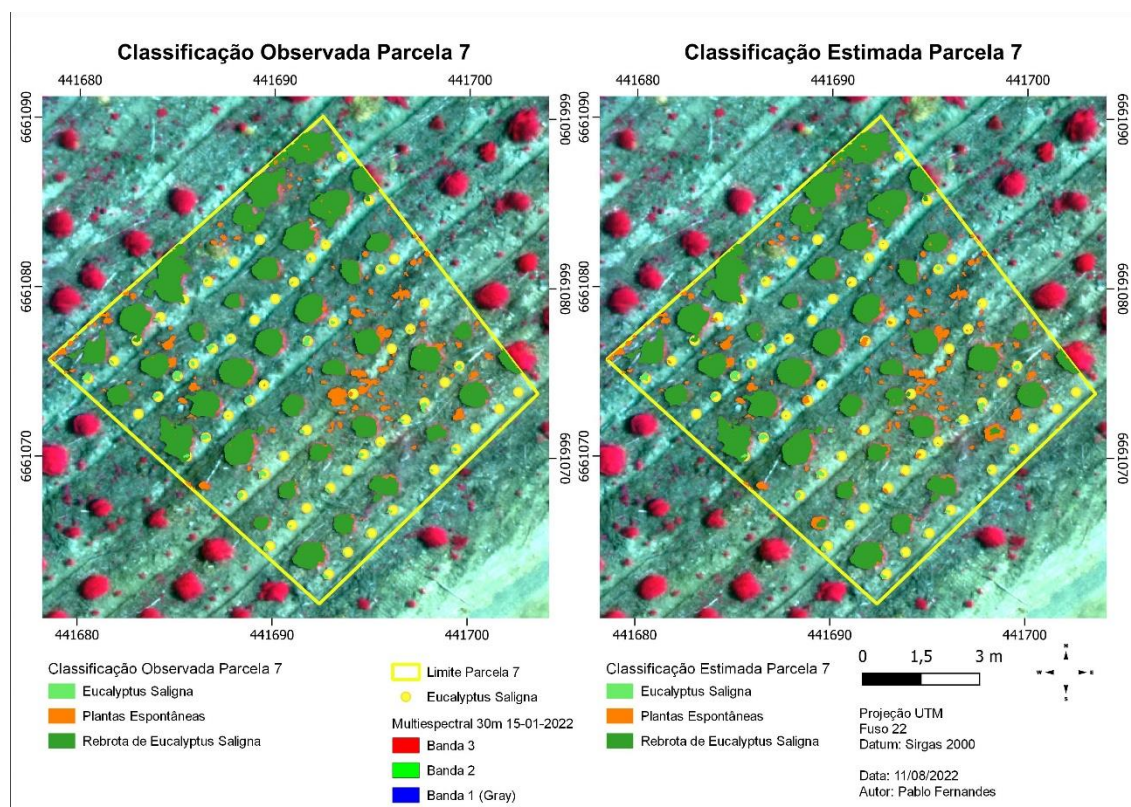 Classificação Observada Parcela 7
441680
441690
441700
6661090
6661080
6661070
6661090
6661080
6661070
441680
441690
441700
Classificação Estimada Parcela 7
441680
441690
441700
6661090
6661080
6661070
6661090
6661080
6661070
441680
441690
441700
Classificação Observada Parcela 7
Eucalyptus Saligna
Plantas Espontâneas
Rebrota de Eucalyptus Saligna
Limite Parcela 7
Eucalyptus Saligna
Multiespectral 30m 15-01-2022
Banda 3
Banda 2
Banda 1 (Gray)
Classificação Estimada Parcela 7
Eucalyptus Saligna
Plantas Espontâneas
Rebrota de Eucalyptus Saligna
0 1,5 3 m
N
W E
S
Projeção UTM
Fuso 22
Datum: Sirgas 2000
Data: 11/08/2022
Autor: Pablo Fernandes